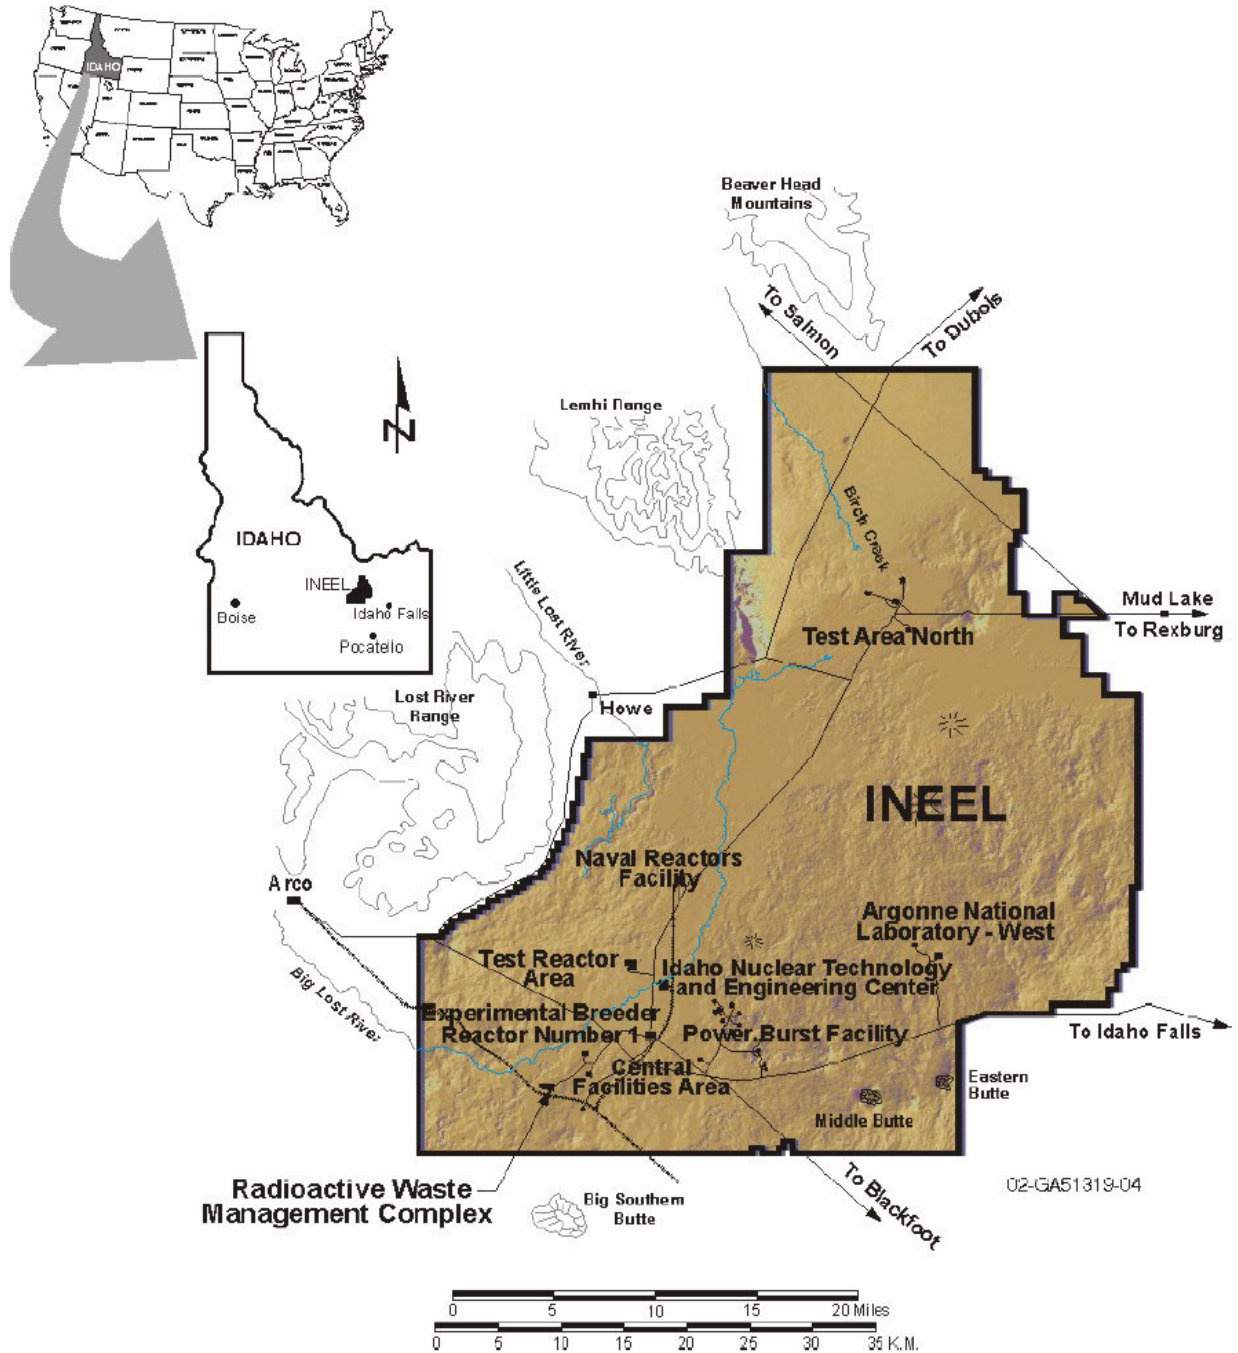 IDAHO
Beaver Head
Mountains
To Salmon
To Dubois
Lemhi Range
N
Birch Creek
IDAHO
INEEL
Boise
Idaho Falls
Pocatello
Little Lost River
Mud Lake
To Rexburg
Test Area North
Lost River
Range
Howe
INEEL
Naval Reactors
Facility
Arco
Argonne National
Laboratory - West
Test Reactor
Area
Idaho Nuclear Technology
and Engineering Center
Big Lost River
Experimental Breeder
Reactor Number 1
Power Burst Facility
To Idaho Falls
Central
Facilities Area
Eastern
Butte
Middle Butte
Radioactive Waste
Management Complex
Big Southern
Butte
To Blackfoot
02-GA51319-04
0 5 10 15 20 Miles
0 5 10 15 20 25 30 35 K.M.